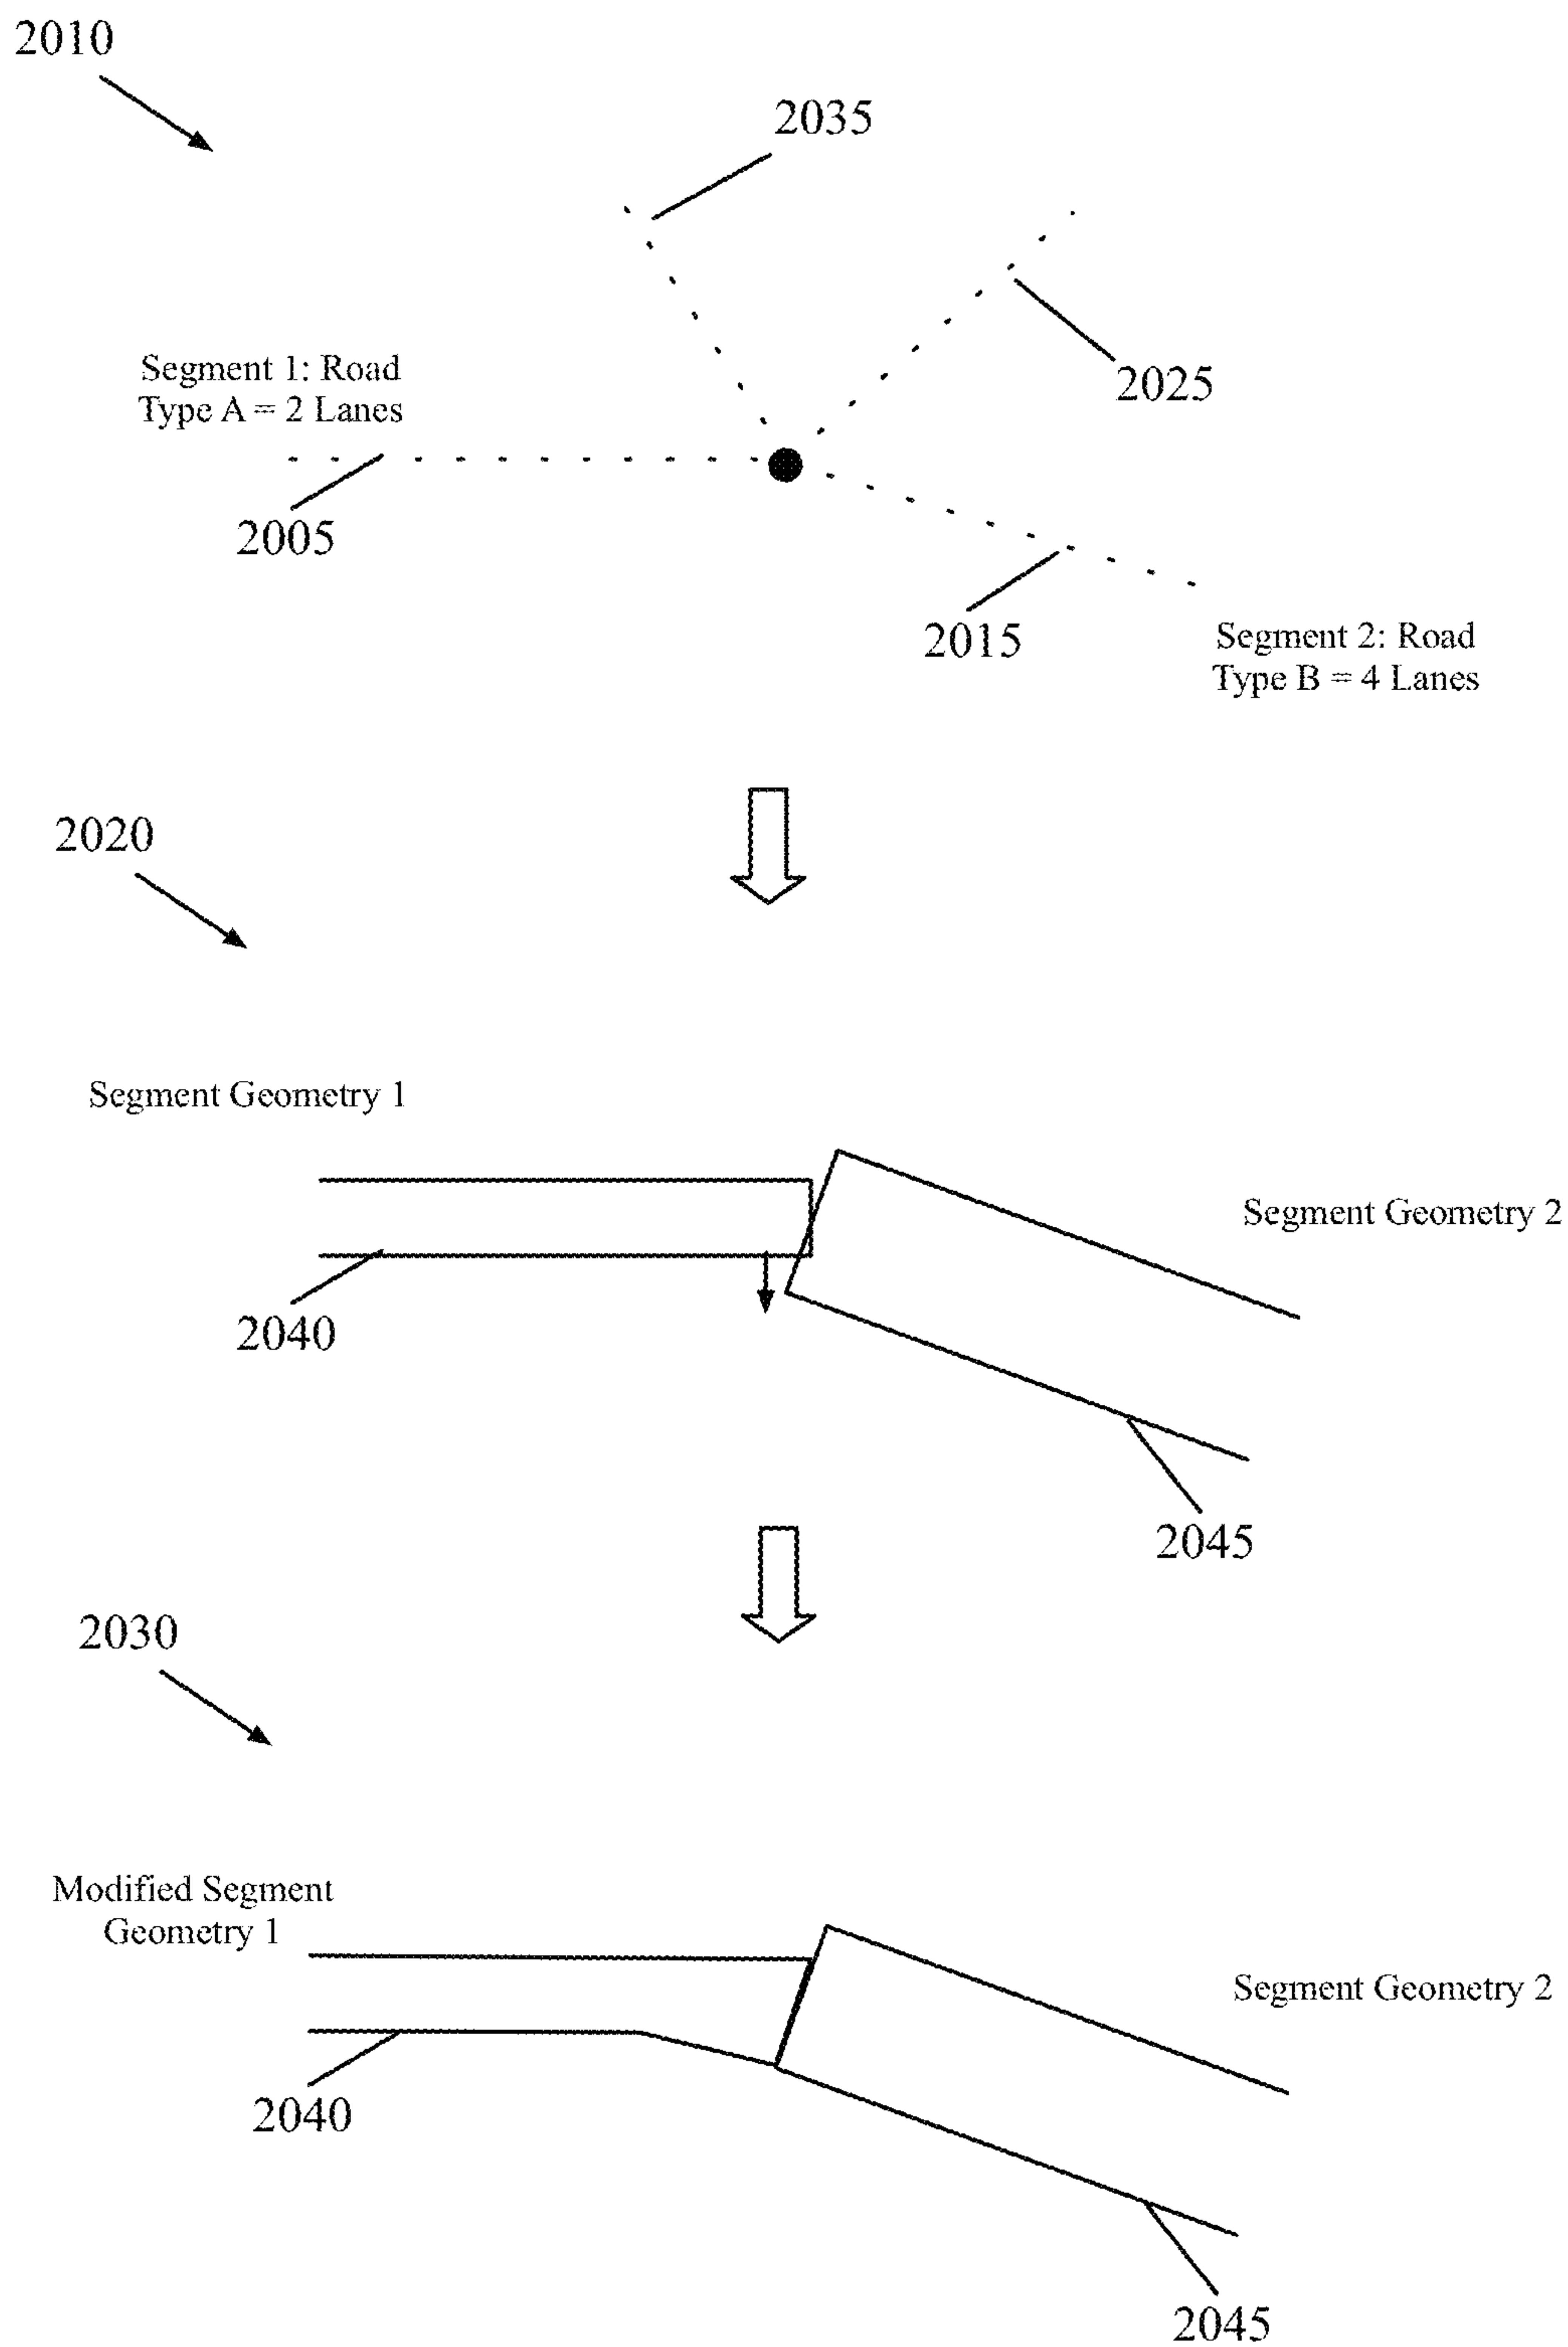 2010
2035
2025
Segment 1: Road
Type A = 2 Lanes
2005
2015
Segment 2: Road
Type B = 4 Lanes
2020
Segment Geometry 1
Segment Geometry 2
2040
2045
2030
Modified Segment
Geometry 1
Segment Geometry 2
2040
2045